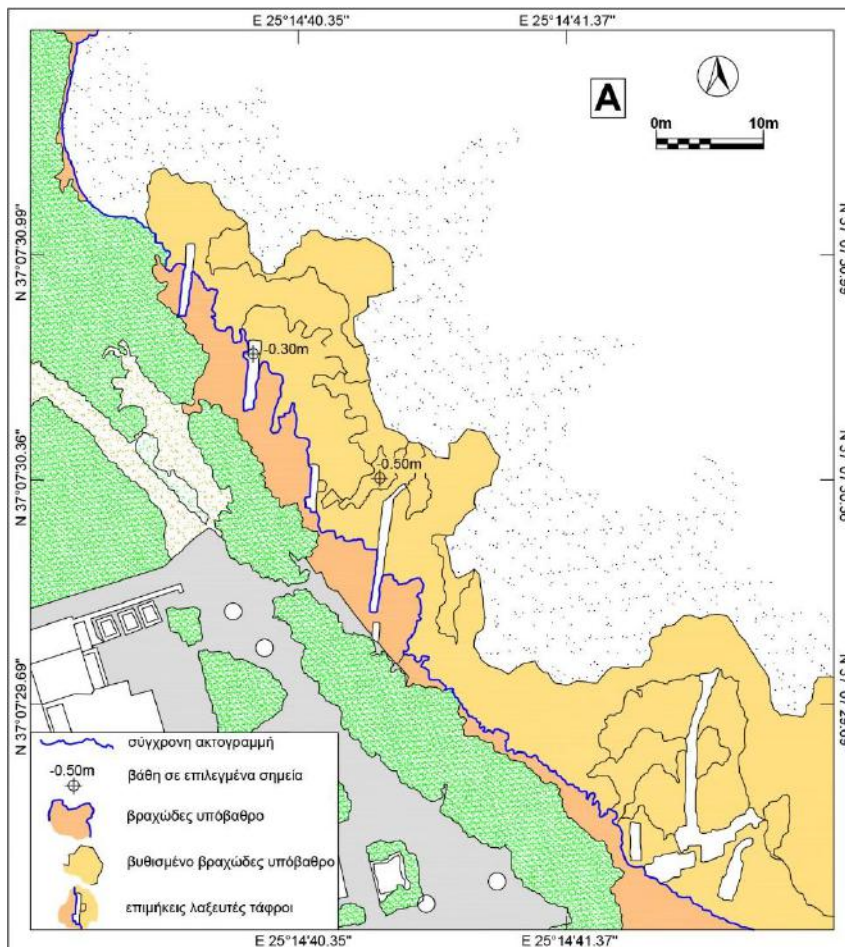 E 25°14'40.35" E 25°14'41.37"
A
0m 10m
N 37°07'30.99" N 37°07'30.99"
-0.30m
N 37°07'30.36" N 37°07'30.36"
-0.50m
N 37°07'29.69" N 37°07'29.69"
σύγχρονη ακτογραμμή
-0.50m
βάθη σε επιλεγμένα σημεία
βραχώδες υπόβαθρο
βυθισμένο βραχώδες υπόβαθρο
επιμήκεις λαξευτές τάφροι
E 25°14'40.35" E 25°14'41.37"